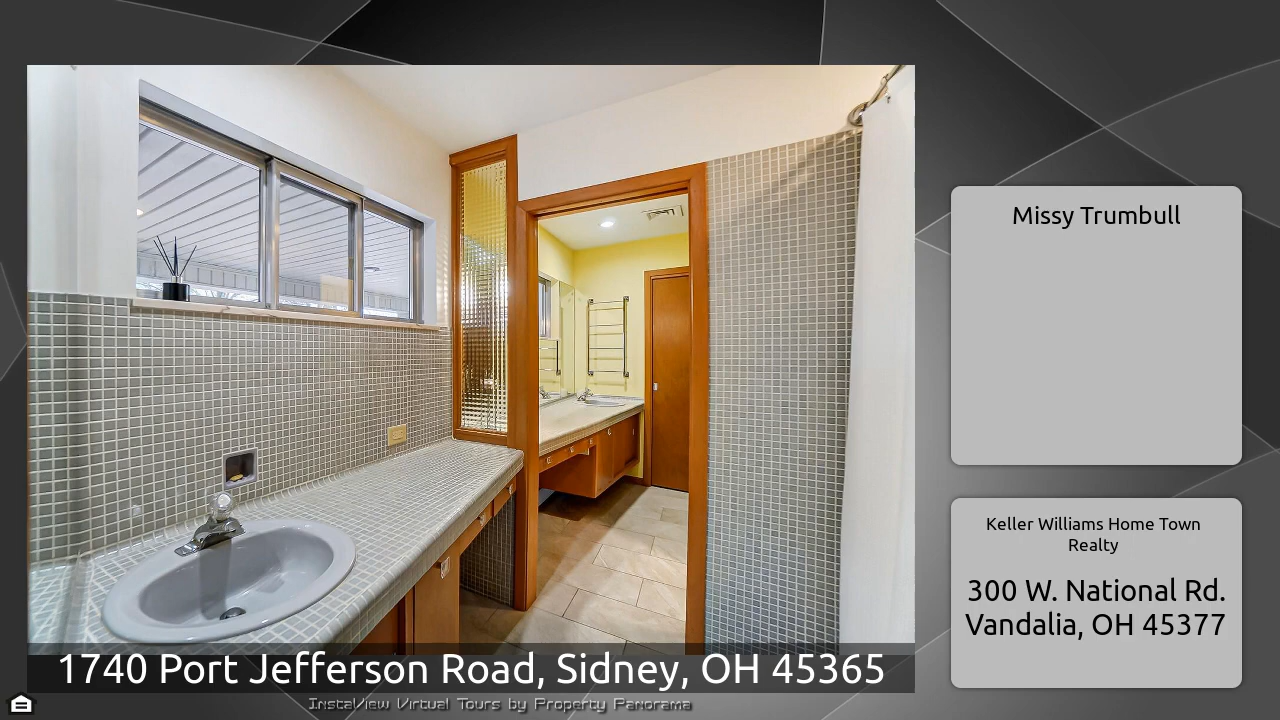 Missy Trumbull
Keller Williams Home Town
Realty
300 W. National Rd.
Vandalia, OH 45377
1740 Port Jefferson Road, Sidney, OH 45365
InstaView Virtual Tours by Property Panorama